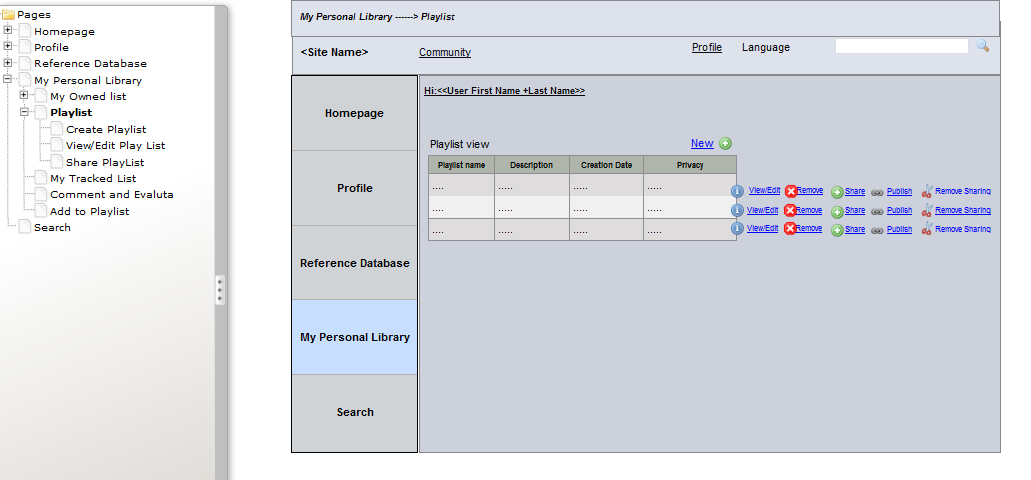 Pages
Homepage
Profile
Reference Database
My Personal Library
My Owned list
Playlist
Create Playlist
View/Edit Play List
Share PlayList
My Tracked List
Comment and Evaluta
Add to Playlist
Search
My Personal Library ------> Playlist
<Site Name> Community Profile Language
Homepage
Profile
Reference Database
My Personal Library
Search
Hi:<<User First Name +Last Name>>
Playlist view New
Playlist name Description Creation Date Privacy
.... ..... ..... ..... View/Edit Remove Share Publish Remove Sharing
.... ..... ..... ..... View/Edit Remove Share Publish Remove Sharing
.... ..... ..... ..... View/Edit Remove Share Publish Remove Sharing